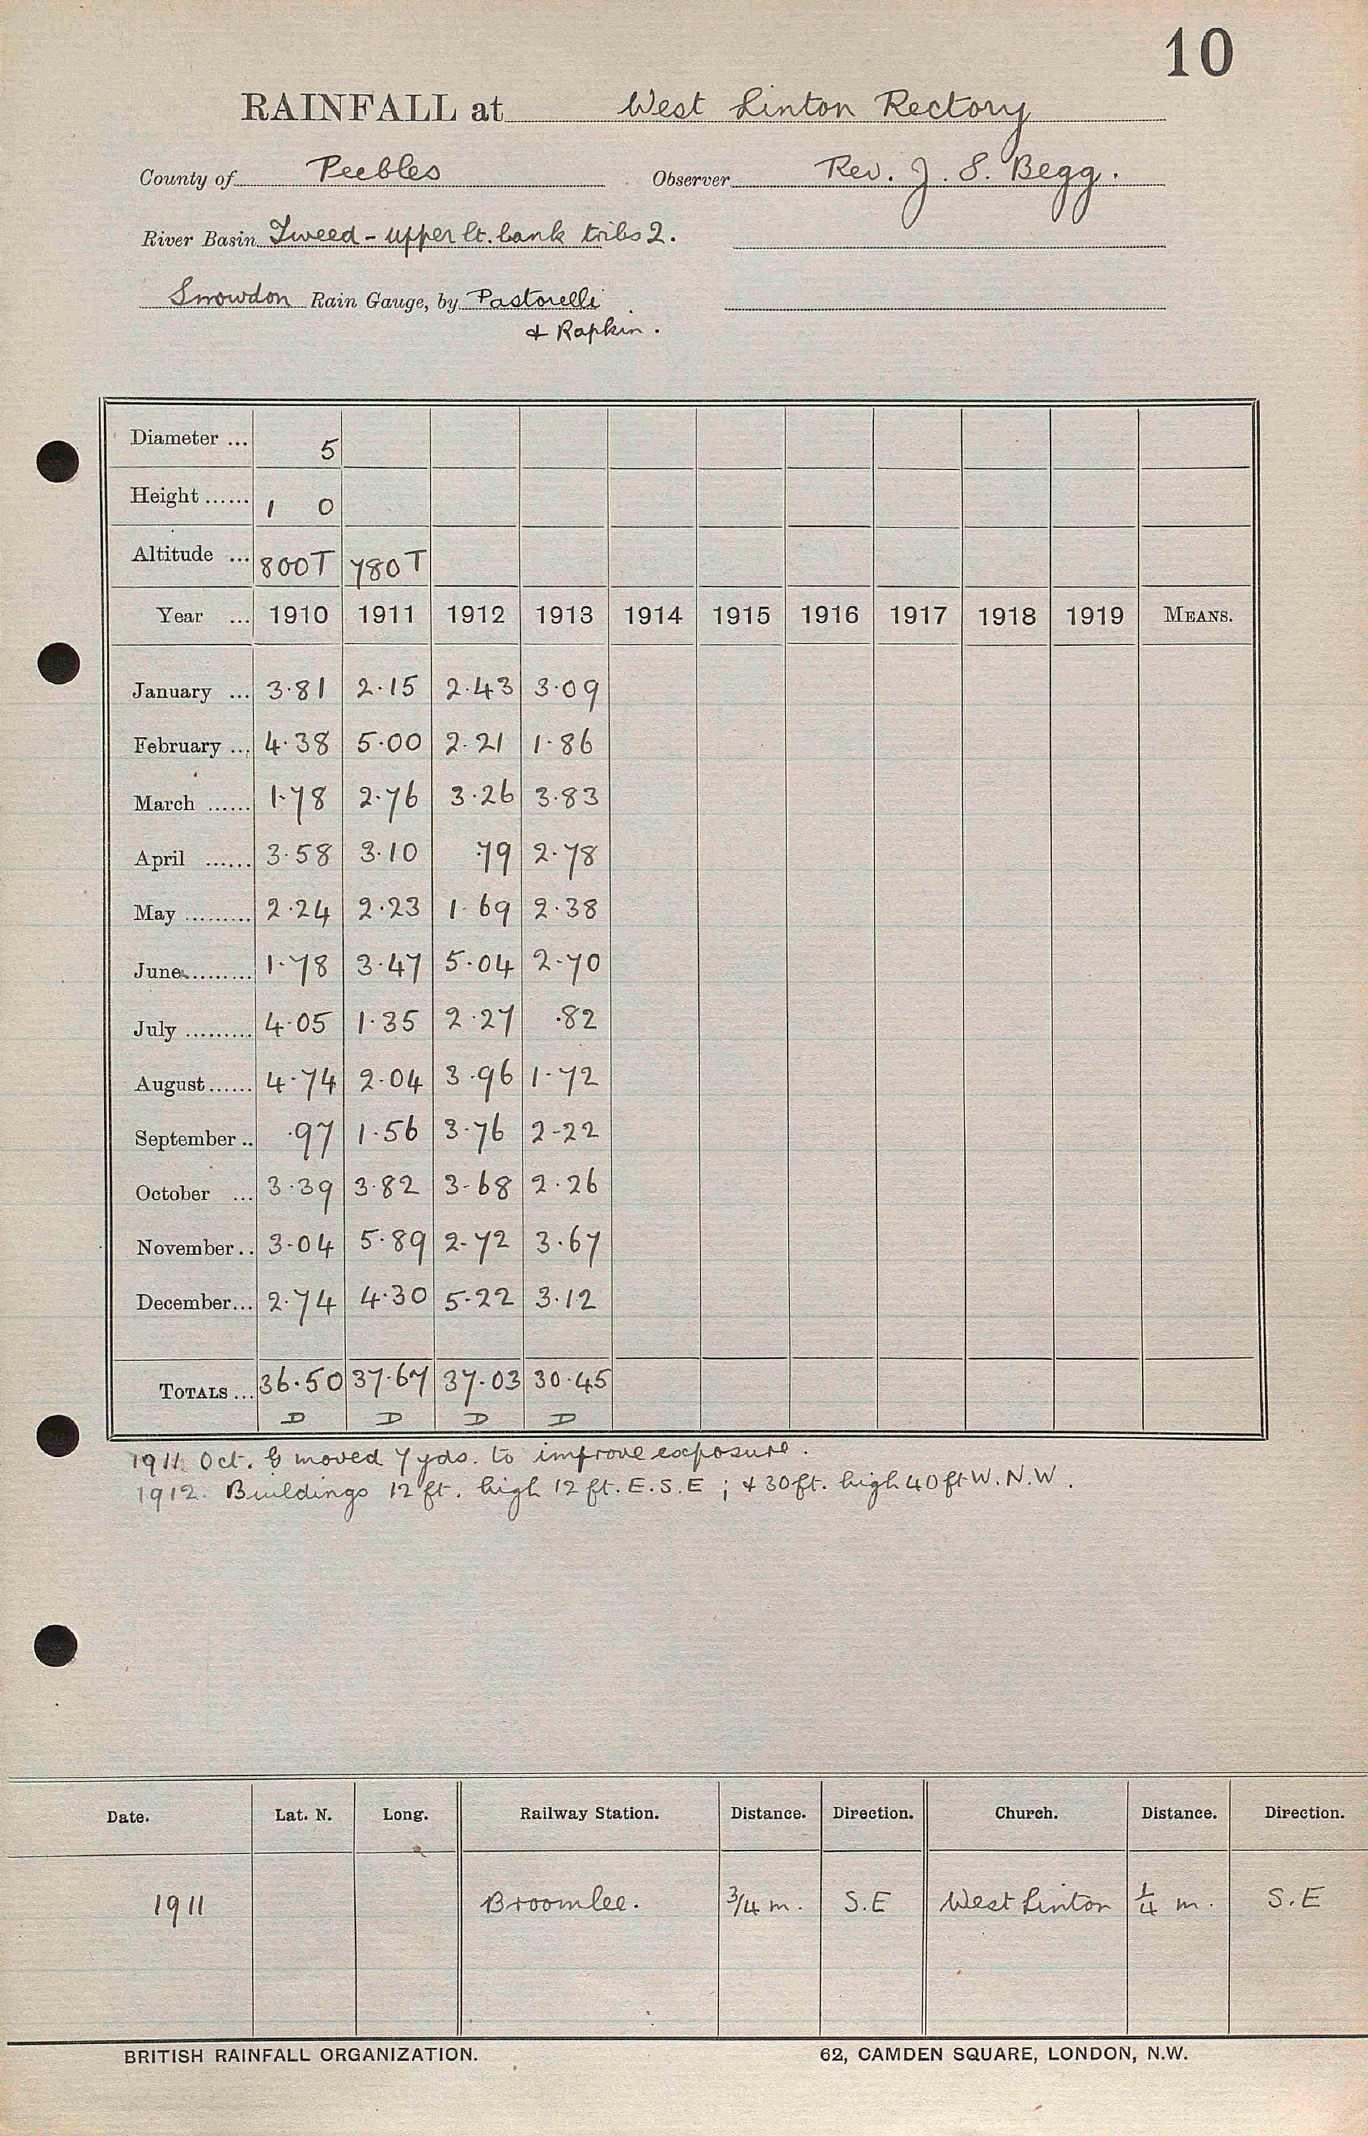 10
RAINFALL at West Linton Rectory
County of Peebles Observer Rev. J. S. Begg.
River Basin Tweed - upper lt. bank tribs 2.
Snowdon Rain Gauge, by Pastorelli
& Rapkin.
Diameter ... 5
Height ...... 1 0
Altitude ... 800T 780T
Year ... 1910 1911 1912 1913 1914 1915 1916 1917 1918 1919 MEANS.
January ... 3.81 2.15 2.43 3.09
February ... 4.38 5.00 2.21 1.86
March ...... 1.78 2.76 3.26 3.83
April ...... 3.58 3.10 .79 2.78
May ......... 2.24 2.23 1.69 2.38
June ......... 1.78 3.47 5.04 2.70
July ......... 4.05 1.35 2.27 .82
August ...... 4.74 2.04 3.96 1.72
September .. .97 1.56 3.76 2.22
October ... 3.39 3.82 3.68 2.26
November .. 3.04 5.89 2.72 3.67
December ... 2.74 4.30 5.22 3.12
TOTALS ... 36.50 37.67 37.03 30.45
D D D D
1911. Oct. G moved 7 yds. to improve exposure.
1912. Buildings 12 ft. high 12 ft. E.S.E ; & 30 ft. high 40 ft W.N.W.
Date. Lat. N. Long. Railway Station. Distance. Direction. Church. Distance. Direction.
1911 Broomlee. 3/4 m. S.E West Linton 1/4 m. S.E
BRITISH RAINFALL ORGANIZATION. 62, CAMDEN SQUARE, LONDON, N.W.